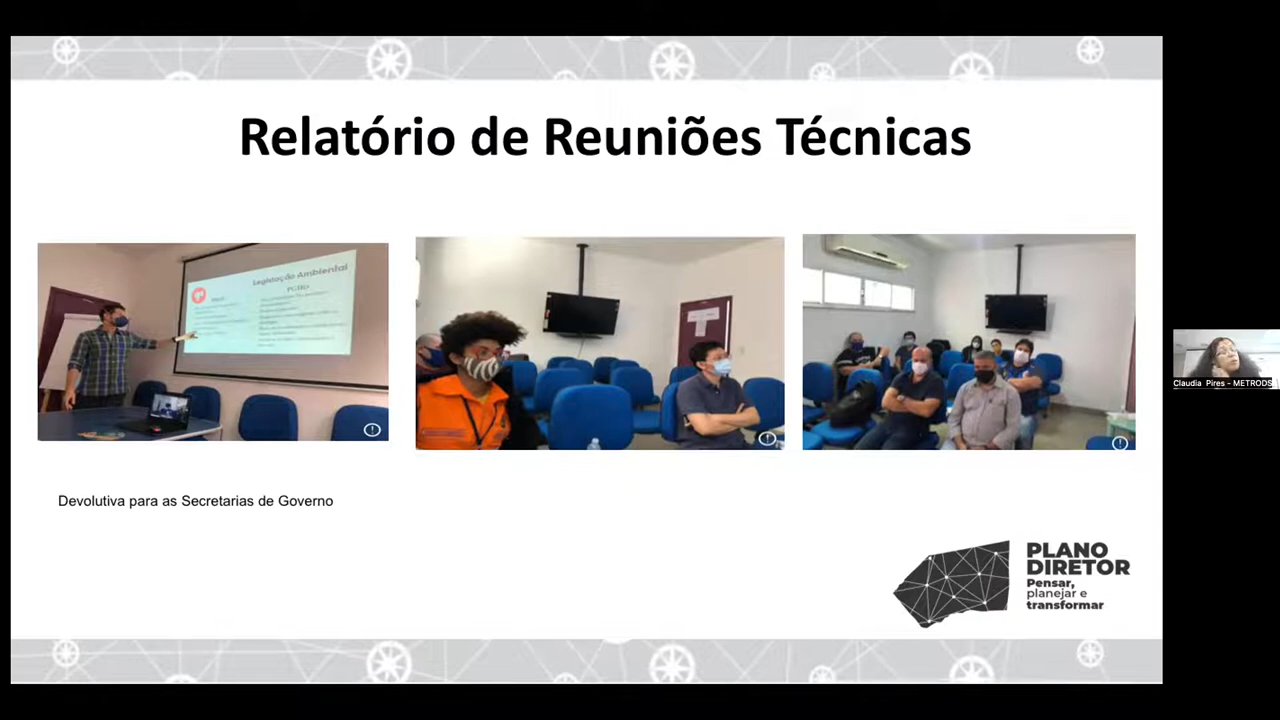 Relatório de Reuniões Técnicas
Legislação Ambiental
Devolutiva para as Secretarias de Governo
PLANO
DIRETOR
Pensar,
planejar e
transformar
Claudia Pires - METRODS